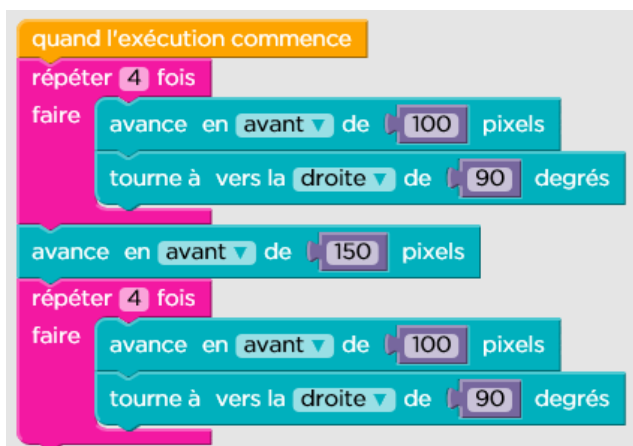 quand l'exécution commence
répéter 4 fois
faire avance en avant de 100 pixels
tourne à vers la droite de 90 degrés
avance en avant de 150 pixels
répéter 4 fois
faire avance en avant de 100 pixels
tourne à vers la droite de 90 degrés